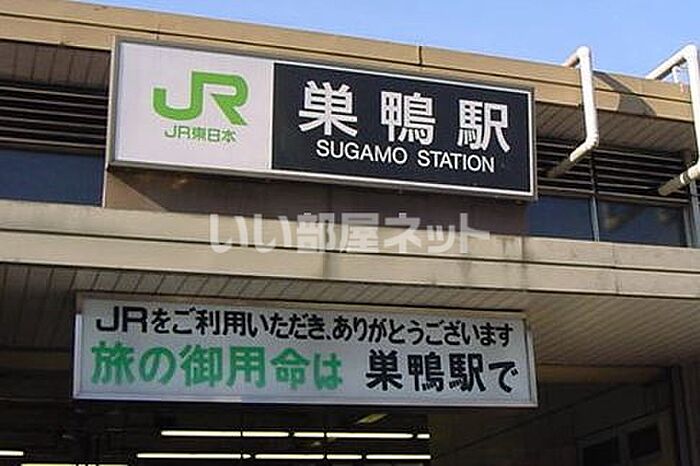 JR
JR東日本
巣鴨駅
SUGAMO STATION
いい部屋ネット
JRをご利用いただき、ありがとうございます
旅の御用命は 巣鴨駅で